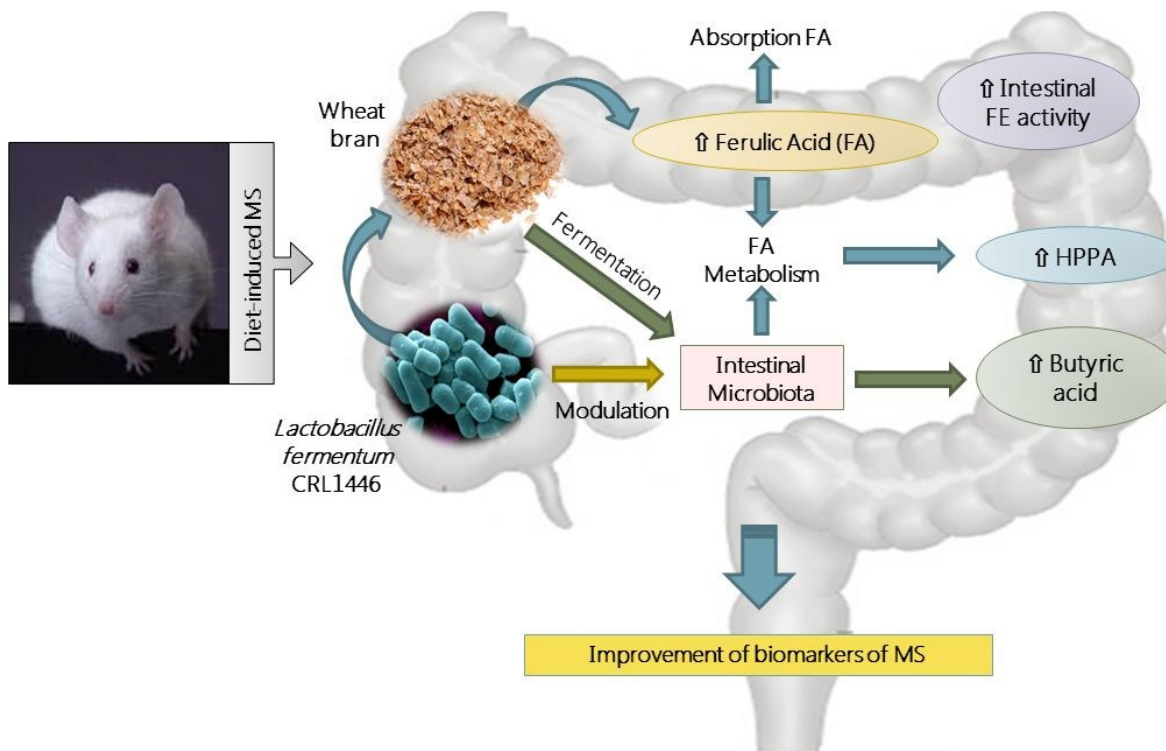 Absorption FA
⇧ Intestinal
FE activity
Wheat
bran
⇧ Ferulic Acid (FA)
Diet-induced MS
Fermentation
FA
Metabolism
⇧ HPPA
Intestinal
Microbiota
⇧ Butyric
acid
Modulation
Lactobacillus
fermentum
CRL1446
Improvement of biomarkers of MS